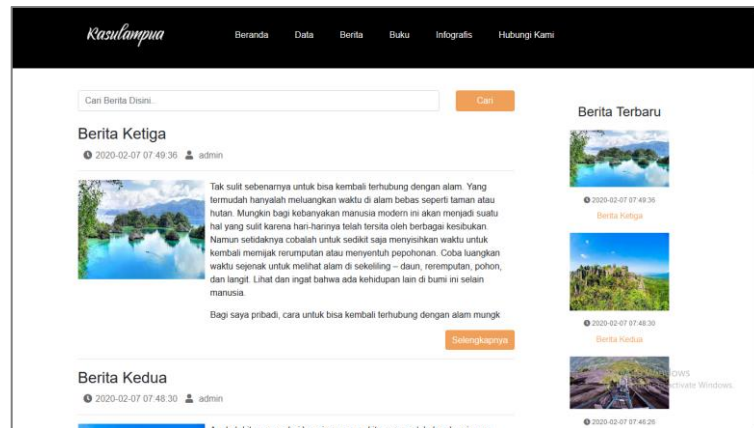 Rasulampua
Beranda Data Berita Buku Infografis Hubungi Kami
Cari Berita Disini..
Cari
Berita Ketiga
2020-02-07 07:49:36 admin
Tak sulit sebenarnya untuk bisa kembali terhubung dengan alam. Yang
termudah hanyalah meluangkan waktu di alam bebas seperti taman atau
hutan. Mungkin bagi kebanyakan manusia modern ini akan menjadi suatu
hal yang sulit karena hari-harinya telah tersita oleh berbagai kesibukan.
Namun setidaknya cobalah untuk sedikit saja menyisihkan waktu untuk
kembali memijak rerumputan atau menyentuh pepohonan. Coba luangkan
waktu sejenak untuk melihat alam di sekeliling – daun, reremputan, pohon,
dan langit. Lihat dan ingat bahwa ada kehidupan lain di bumi ini selain
manusia.
Bagi saya pribadi, cara untuk bisa kembali terhubung dengan alam mungk
Selengkapnya
Berita Kedua
2020-02-07 07:48:30 admin
Berita Terbaru
2020-02-07 07:49:36
Berita Ketiga
2020-02-07 07:48:30
Berita Kedua
2020-02-07 07:46:26